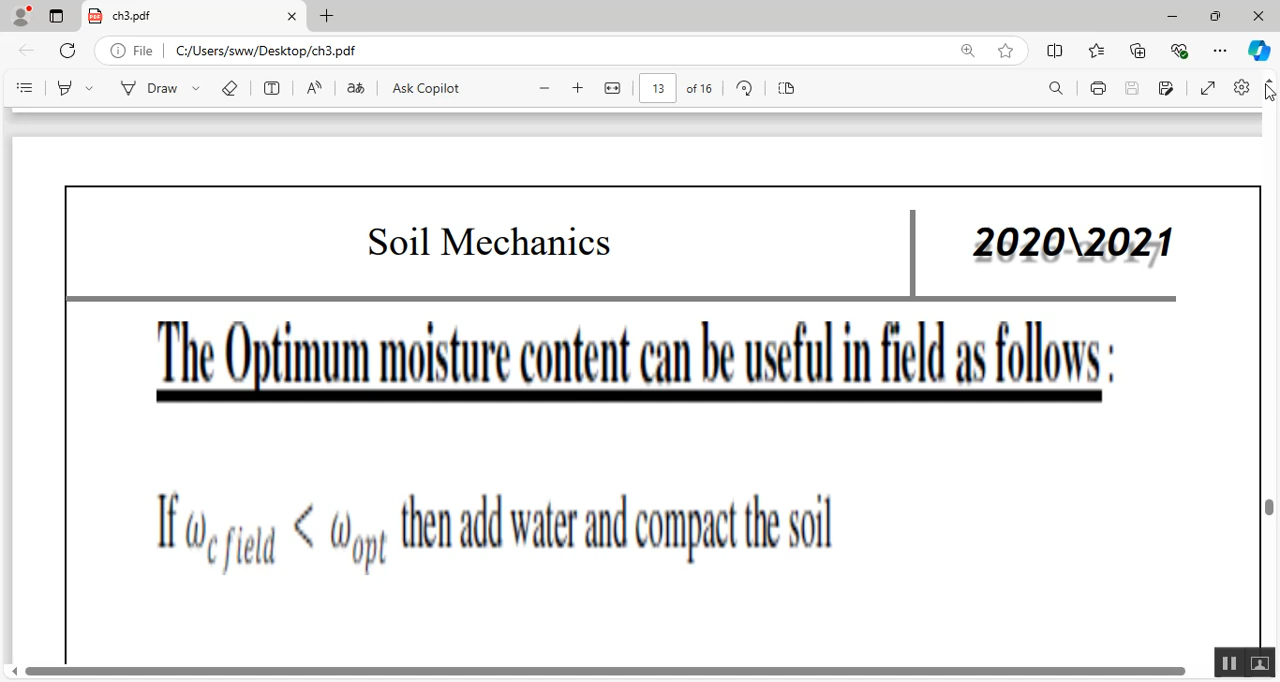 ch3.pdf
File C:/Users/sww/Desktop/ch3.pdf
Draw Ask Copilot 13 of 16
Soil Mechanics 2020\2021
The Optimum moisture content can be useful in field as follows:
If ω_c field < ω_opt then add water and compact the soil